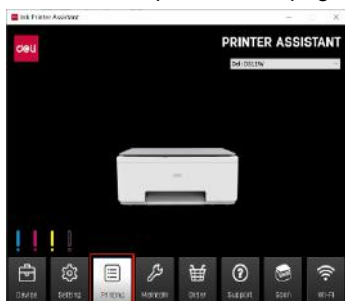 Ink Printer Assistant
deli
PRINTER ASSISTANT
Device
Setting
Printing
Maintain
Order
Support
Scan
Wi-Fi